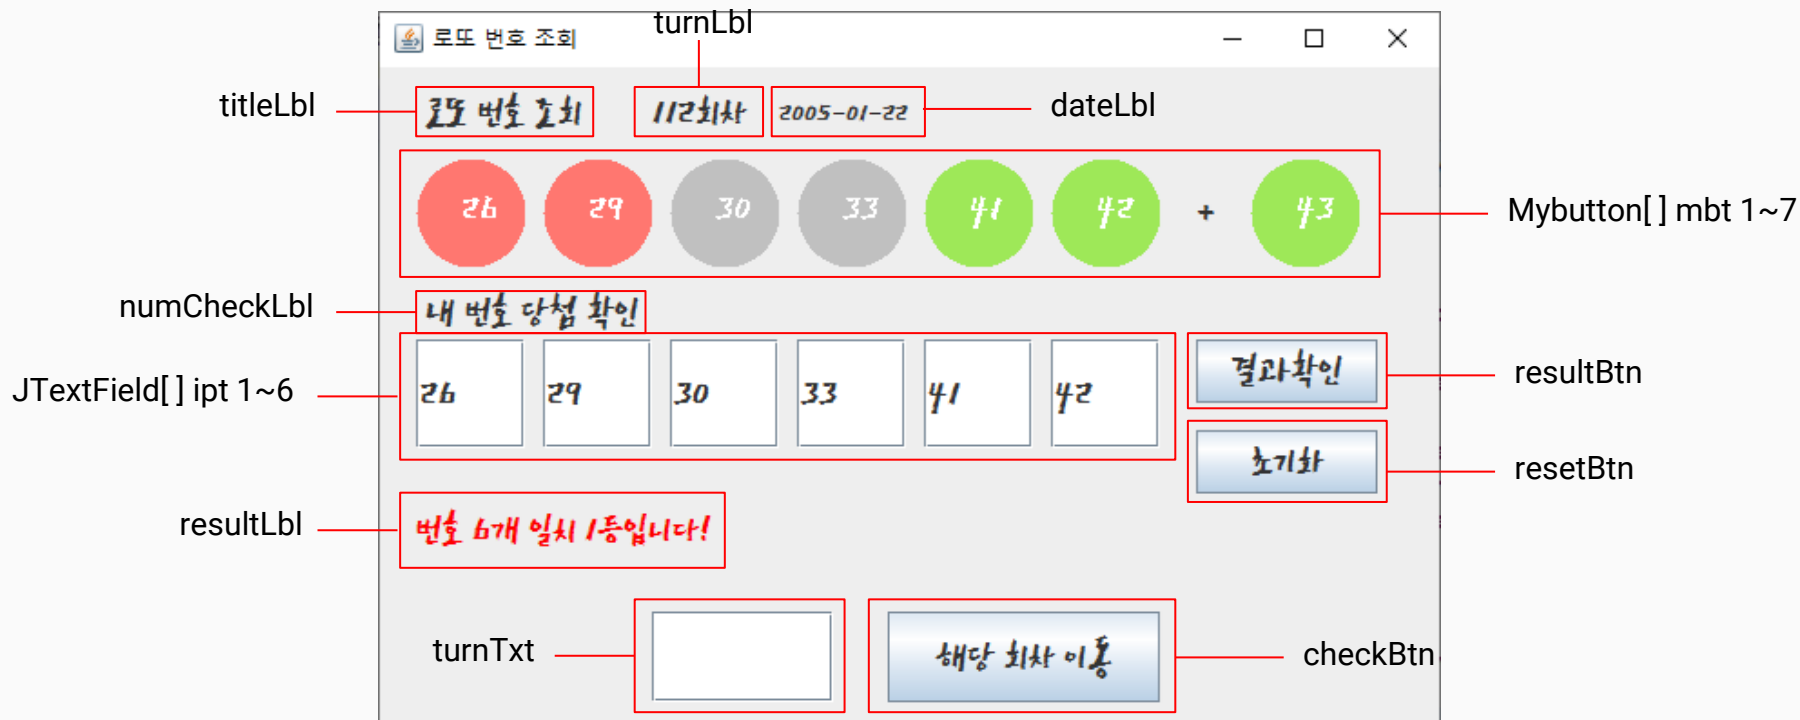 turnLbl
로또 번호 조회
titleLbl
로또 번호 조회
112회차
2005-01-22
dateLbl
26
29
30
33
41
42
+
43
Mybutton[ ] mbt 1~7
numCheckLbl
내 번호 당첨 확인
JTextField[ ] ipt 1~6
26
29
30
33
41
42
결과확인
resultBtn
초기화
resetBtn
resultLbl
번호 6개 일치 1등입니다!
turnTxt
해당 회차 이동
checkBtn